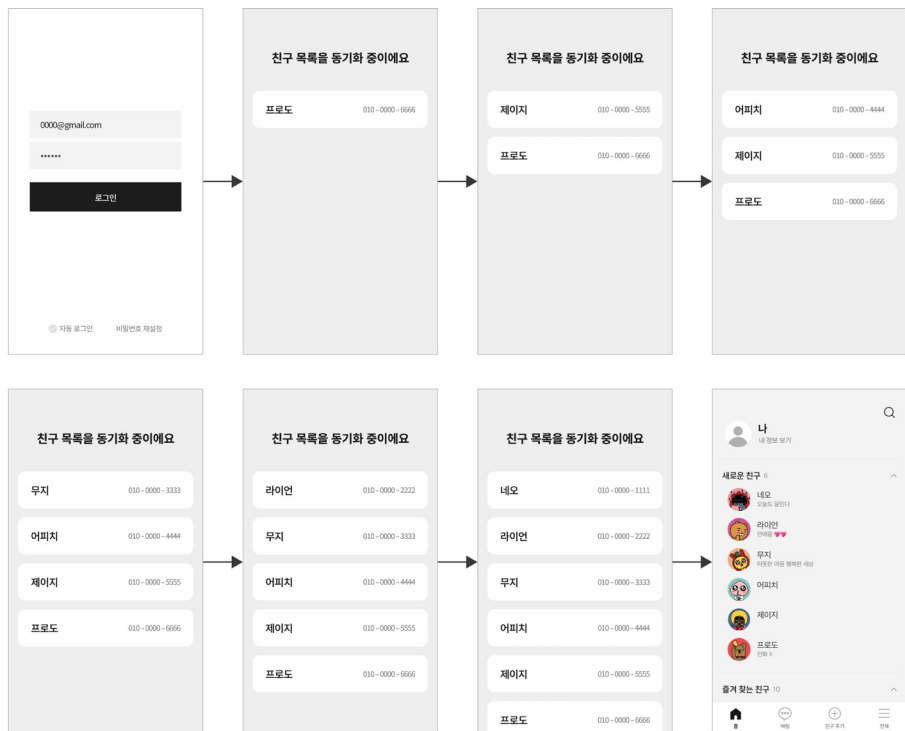 0000@gmail.com
******
로그인
자동 로그인 비밀번호 재설정
친구 목록을 동기화 중이에요
프로도 010-0000-6666
친구 목록을 동기화 중이에요
제이지 010-0000-5555
프로도 010-0000-6666
친구 목록을 동기화 중이에요
어피치 010-0000-4444
제이지 010-0000-5555
프로도 010-0000-6666
친구 목록을 동기화 중이에요
무지 010-0000-3333
어피치 010-0000-4444
제이지 010-0000-5555
프로도 010-0000-6666
친구 목록을 동기화 중이에요
라이언 010-0000-2222
무지 010-0000-3333
어피치 010-0000-4444
제이지 010-0000-5555
프로도 010-0000-6666
친구 목록을 동기화 중이에요
네오 010-0000-1111
라이언 010-0000-2222
무지 010-0000-3333
어피치 010-0000-4444
제이지 010-0000-5555
프로도 010-0000-6666
나
내 정보 보기
새로운 친구 6
네오
오늘도 달린다
라이언
연애중 💗💗
무지
따뜻한 마음 행복한 세상
어피치
제이지
프로도
전화 X
즐겨 찾는 친구 10
홈 채팅 친구 추가 전체